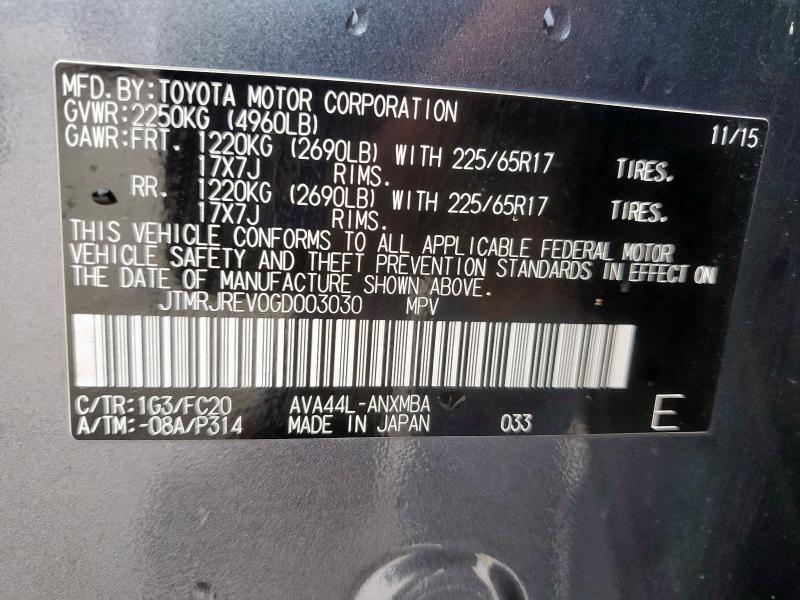 MFD. BY: TOYOTA MOTOR CORPORATION 11/15
GVWR: 2250KG (4960LB)
GAWR: FRT. 1220KG (2690LB) WITH 225/65R17 TIRES.
17X7J RIMS.
RR. 1220KG (2690LB) WITH 225/65R17 TIRES.
17X7J RIMS.
THIS VEHICLE CONFORMS TO ALL APPLICABLE FEDERAL MOTOR
VEHICLE SAFETY AND THEFT PREVENTION STANDARDS IN EFFECT ON
THE DATE OF MANUFACTURE SHOWN ABOVE.
JTMRJREV0GD003030 MPV
C/TR: 1G3/FC20 AVA44L-ANXMBA
A/TM: -08A/P314 MADE IN JAPAN 033 E